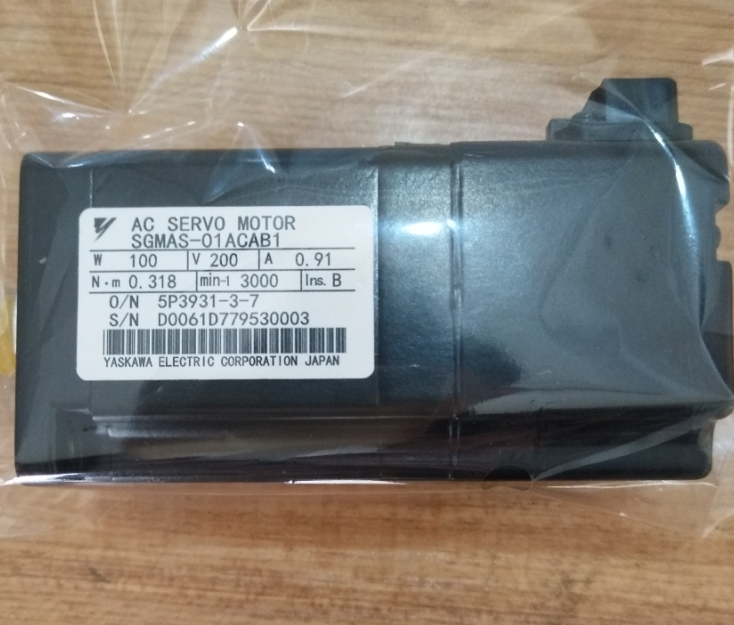 AC SERVO MOTOR
SGMAS-01ACAB1
W 100 V 200 A 0.91
N·m 0.318 min-1 3000 Ins. B
O/N 5P3931-3-7
S/N D0061D779530003
YASKAWA ELECTRIC CORPORATION JAPAN